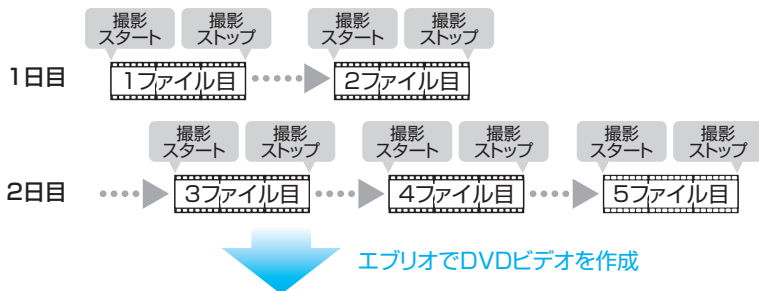 撮影
スタート
撮影
ストップ
撮影
スタート
撮影
ストップ
1日目
1ファイル目
2ファイル目
撮影
スタート
撮影
ストップ
撮影
スタート
撮影
ストップ
撮影
スタート
撮影
ストップ
2日目
3ファイル目
4ファイル目
5ファイル目
エブリオでDVDビデオを作成